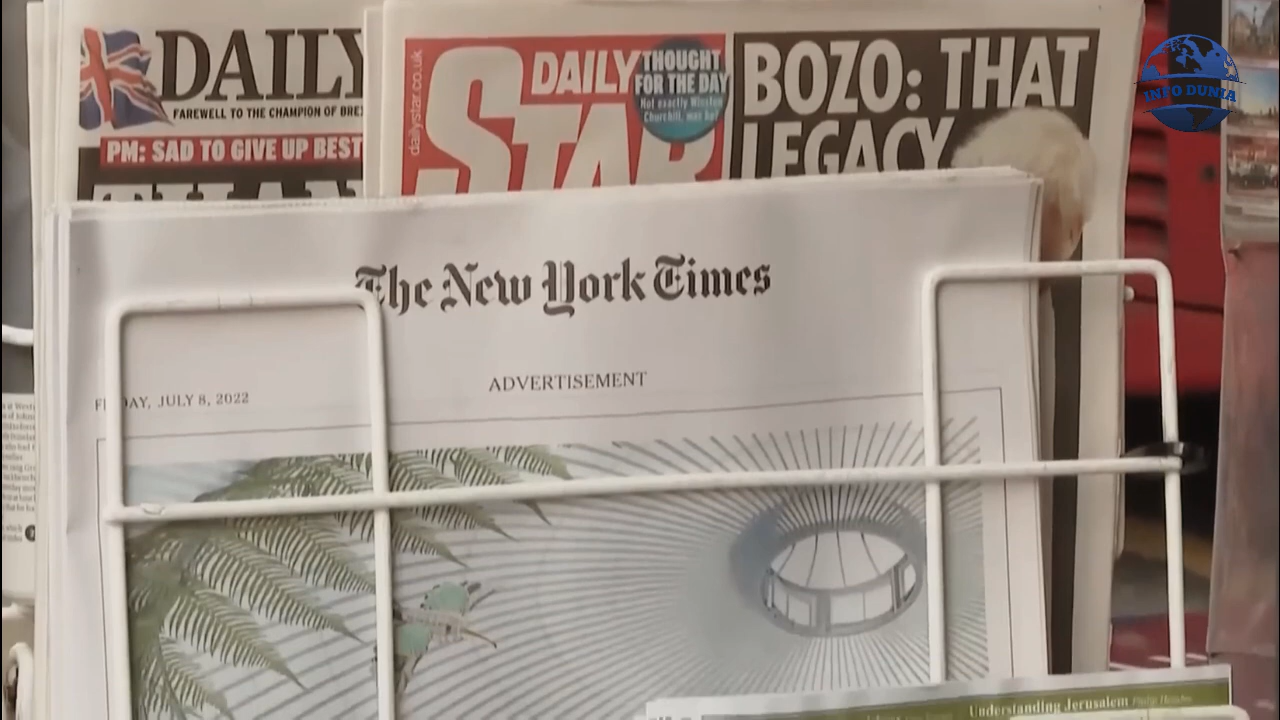 DAILY
FAREWELL TO THE CHAMPION OF BRE
PM: SAD TO GIVE UP BEST
dailystar.co.uk
DAILY
STAR
THOUGHT
FOR THE DAY
Not exactly Winston
Churchill, was he?
BOZO: THAT
LEGACY
INFO DUNIA
The New York Times
ADVERTISEMENT
FRIDAY, JULY 8, 2022
Understanding Jerusalem